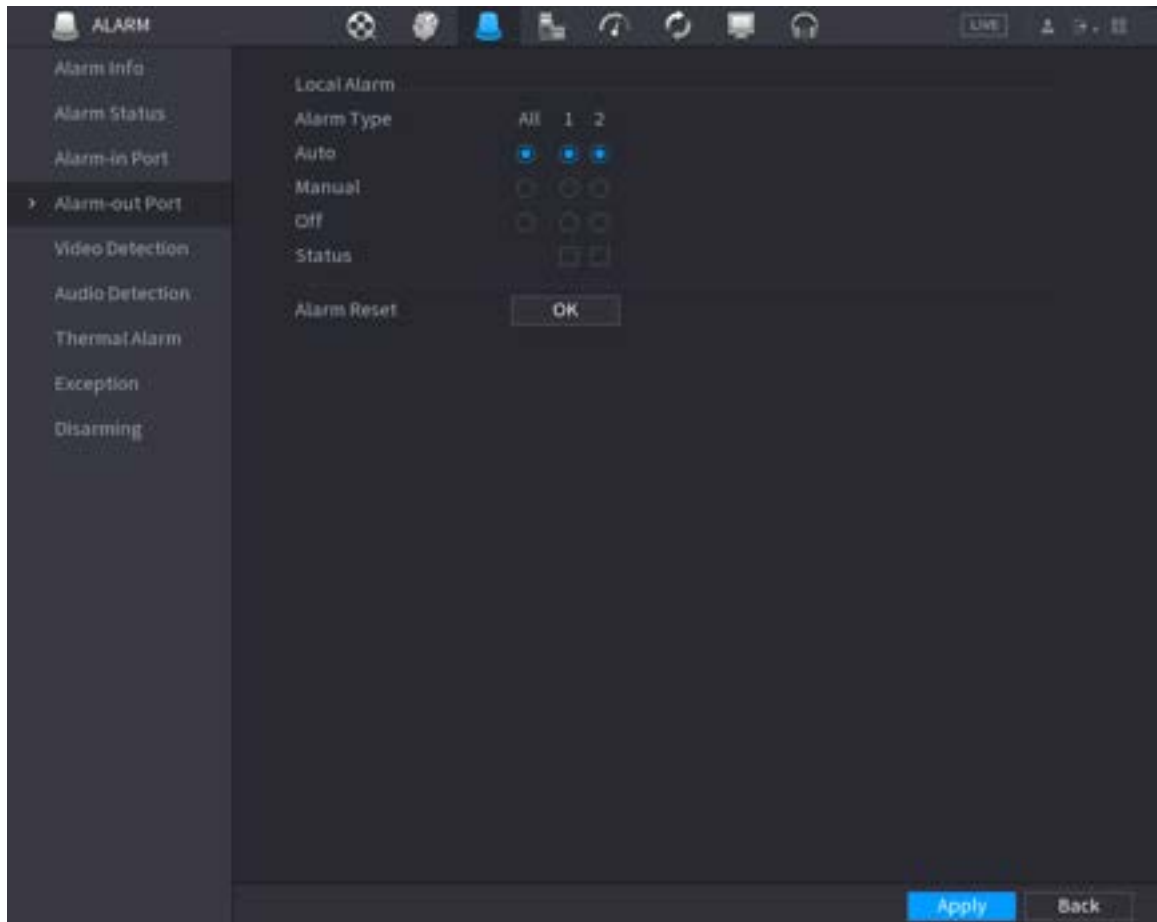 ALARM LIVE
Alarm Info
Alarm Status
Alarm-in Port
Alarm-out Port
Video Detection
Audio Detection
Thermal Alarm
Exception
Disarming
Local Alarm
Alarm Type All 1 2
Auto
Manual
Off
Status
Alarm Reset OK
Apply Back